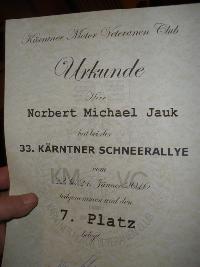 Kärntner Motor Veteranen Club
Urkunde
Herr
Norbert Michael Jauk
hat bei der
33. KÄRNTNER SCHNEERALLYE
vom
Jänner
teilgenommen und den
7. Platz
belegt